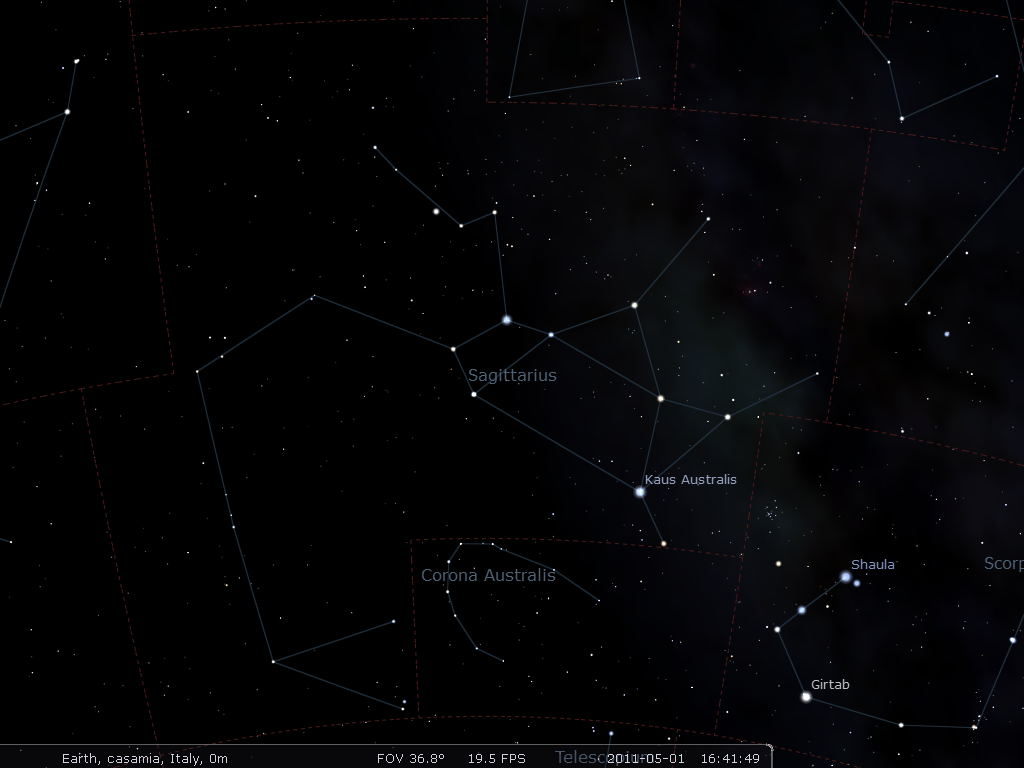 Sagittarius
Kaus Australis
Shaula
Scorp
Corona Australis
Girtab
Earth, casamia, Italy, 0m
FOV 36.8°
19.5 FPS
2011-05-01
16:41:49